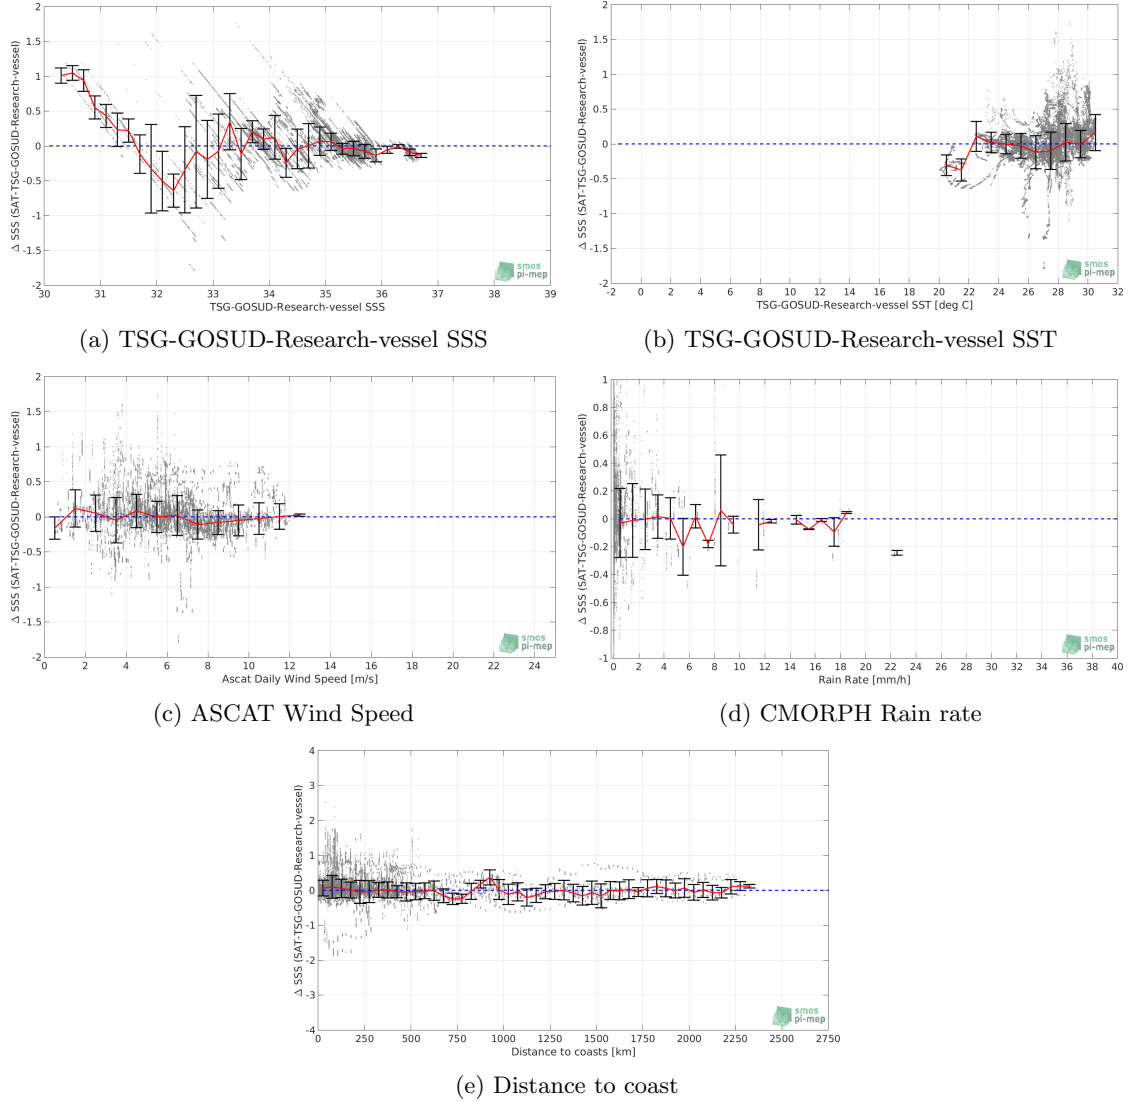 Δ SSS (SAT-TSG-GOSUD-Research-vessel)
2
1.5
1
0.5
0
-0.5
-1
-1.5
-2
30 31 32 33 34 35 36 37 38 39
TSG-GOSUD-Research-vessel SSS
smos
pi-mep
(a) TSG-GOSUD-Research-vessel SSS
Δ SSS (SAT-TSG-GOSUD-Research-vessel)
2
1.5
1
0.5
0
-0.5
-1
-1.5
-2
-2 0 2 4 6 8 10 12 14 16 18 20 22 24 26 28 30 32
TSG-GOSUD-Research-vessel SST [deg C]
smos
pi-mep
(b) TSG-GOSUD-Research-vessel SST
Δ SSS (SAT-TSG-GOSUD-Research-vessel)
2
1.5
1
0.5
0
-0.5
-1
-1.5
-2
0 2 4 6 8 10 12 14 16 18 20 22 24
Ascat Daily Wind Speed [m/s]
smos
pi-mep
(c) ASCAT Wind Speed
Δ SSS (SAT-TSG-GOSUD-Research-vessel)
1
0.8
0.6
0.4
0.2
0
-0.2
-0.4
-0.6
-0.8
-1
0 2 4 6 8 10 12 14 16 18 20 22 24 26 28 30 32 34 36 38 40
Rain Rate [mm/h]
smos
pi-mep
(d) CMORPH Rain rate
Δ SSS (SAT-TSG-GOSUD-Research-vessel)
4
3
2
1
0
-1
-2
-3
-4
0 250 500 750 1000 1250 1500 1750 2000 2250 2500 2750
Distance to coasts [km]
smos
pi-mep
(e) Distance to coast